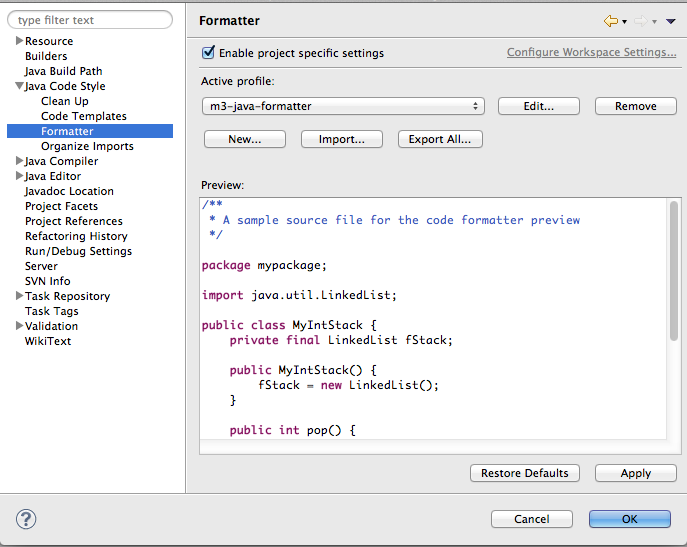 type filter text
Resource
Builders
Java Build Path
Java Code Style
Clean Up
Code Templates
Formatter
Organize Imports
Java Compiler
Java Editor
Javadoc Location
Project Facets
Project References
Refactoring History
Run/Debug Settings
Server
SVN Info
Task Repository
Task Tags
Validation
WikiText
Formatter
Enable project specific settings
Configure Workspace Settings...
Active profile:
m3-java-formatter
Edit...
Remove
New...
Import...
Export All...
Preview:
/**
 * A sample source file for the code formatter preview
 */
package mypackage;
import java.util.LinkedList;
public class MyIntStack {
    private final LinkedList fStack;
    public MyIntStack() {
        fStack = new LinkedList();
    }
    public int pop() {
Restore Defaults
Apply
?
Cancel
OK